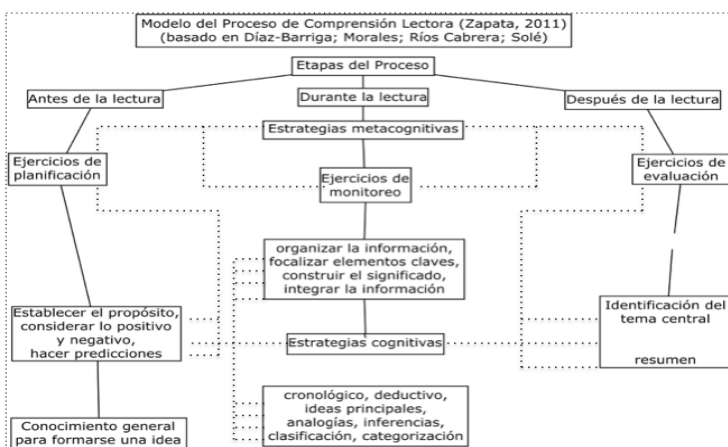 Modelo del Proceso de Comprensión Lectora (Zapata, 2011)
(basado en Díaz-Barriga; Morales; Ríos Cabrera; Solé)
Etapas del Proceso
Antes de la lectura
Durante la lectura
Después de la lectura
Estrategias metacognitivas
Ejercicios de
planificación
Ejercicios de
monitoreo
Ejercicios de
evaluación
organizar la información,
focalizar elementos claves,
construir el significado,
integrar la información
Establecer el propósito,
considerar lo positivo
y negativo,
hacer predicciones
Estrategias cognitivas
Identificación del
tema central
resumen
Conocimiento general
para formarse una idea
cronológico, deductivo,
ideas principales,
analogías, inferencias,
clasificación, categorización